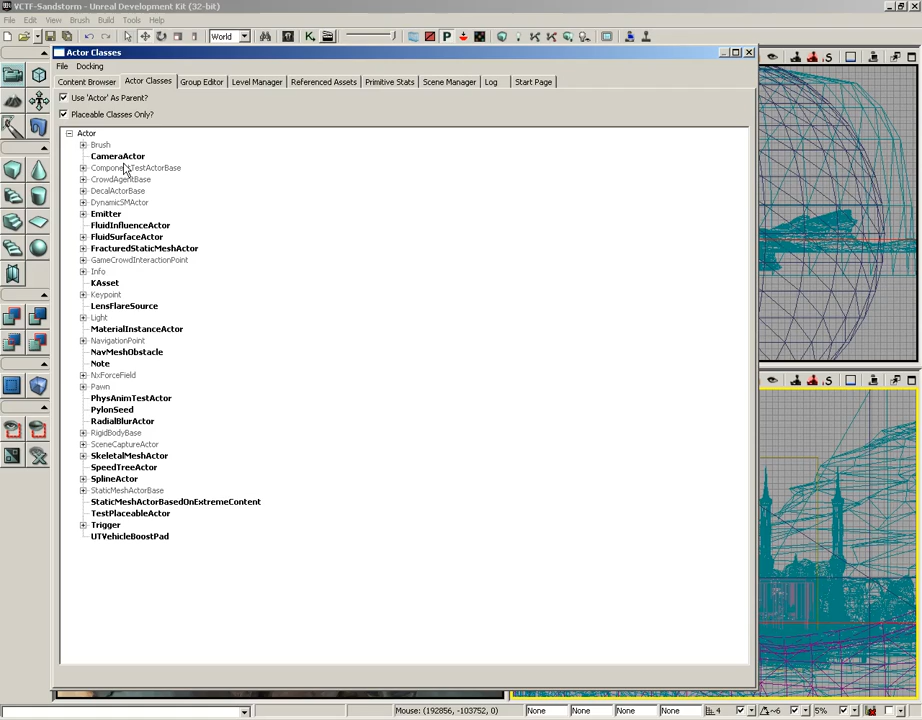 VCTF-Sandstorm - Unreal Development Kit (32-bit)
File Edit View Brush Build Tools Help
World
Actor Classes
File Docking
Content Browser Actor Classes Group Editor Level Manager Referenced Assets Primitive Stats Scene Manager Log Start Page
Use 'Actor' As Parent?
Placeable Classes Only?
Actor
Brush
CameraActor
ComponentTestActorBase
CrowdAgentBase
DecalActorBase
DynamicSMActor
Emitter
FluidInfluenceActor
FluidSurfaceActor
FracturedStaticMeshActor
GameCrowdInteractionPoint
Info
KAsset
Keypoint
LensFlareSource
Light
MaterialInstanceActor
NavigationPoint
NavMeshObstacle
Note
NxForceField
Pawn
PhysAnimTestActor
PylonSeed
RadialBlurActor
RigidBodyBase
SceneCaptureActor
SkeletalMeshActor
SpeedTreeActor
SplineActor
StaticMeshActorBase
StaticMeshActorBasedOnExtremeContent
TestPlaceableActor
Trigger
UTVehicleBoostPad
Mouse: (192856, -103752, 0) None None None None 4 ~6 5%